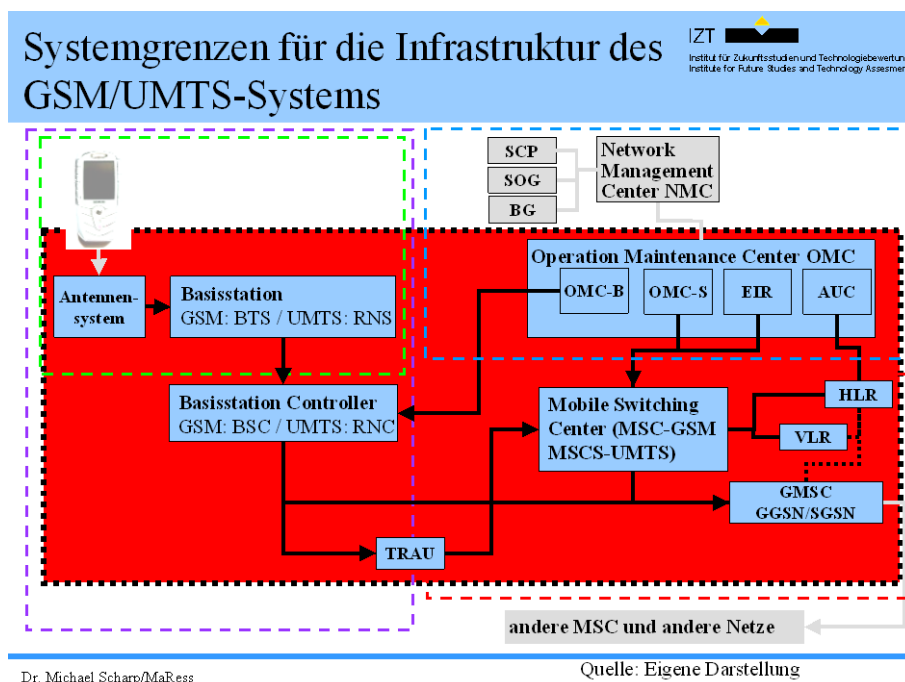 Systemgrenzen für die Infrastruktur des
GSM/UMTS-Systems
IZT
Institut für Zukunftsstudien und Technologiebewertun
Institute for Future Studies and Technology Assesmer
SCP
SOG
BG
Network
Management
Center NMC
Operation Maintenance Center OMC
OMC-B
OMC-S
EIR
AUC
Antennen-
system
Basisstation
GSM: BTS / UMTS: RNS
Basisstation Controller
GSM: BSC / UMTS: RNC
Mobile Switching
Center (MSC-GSM
MSCS-UMTS)
HLR
VLR
GMSC
GGSN/SGSN
TRAU
andere MSC und andere Netze
Quelle: Eigene Darstellung
Dr. Michael Scharp/MaRess